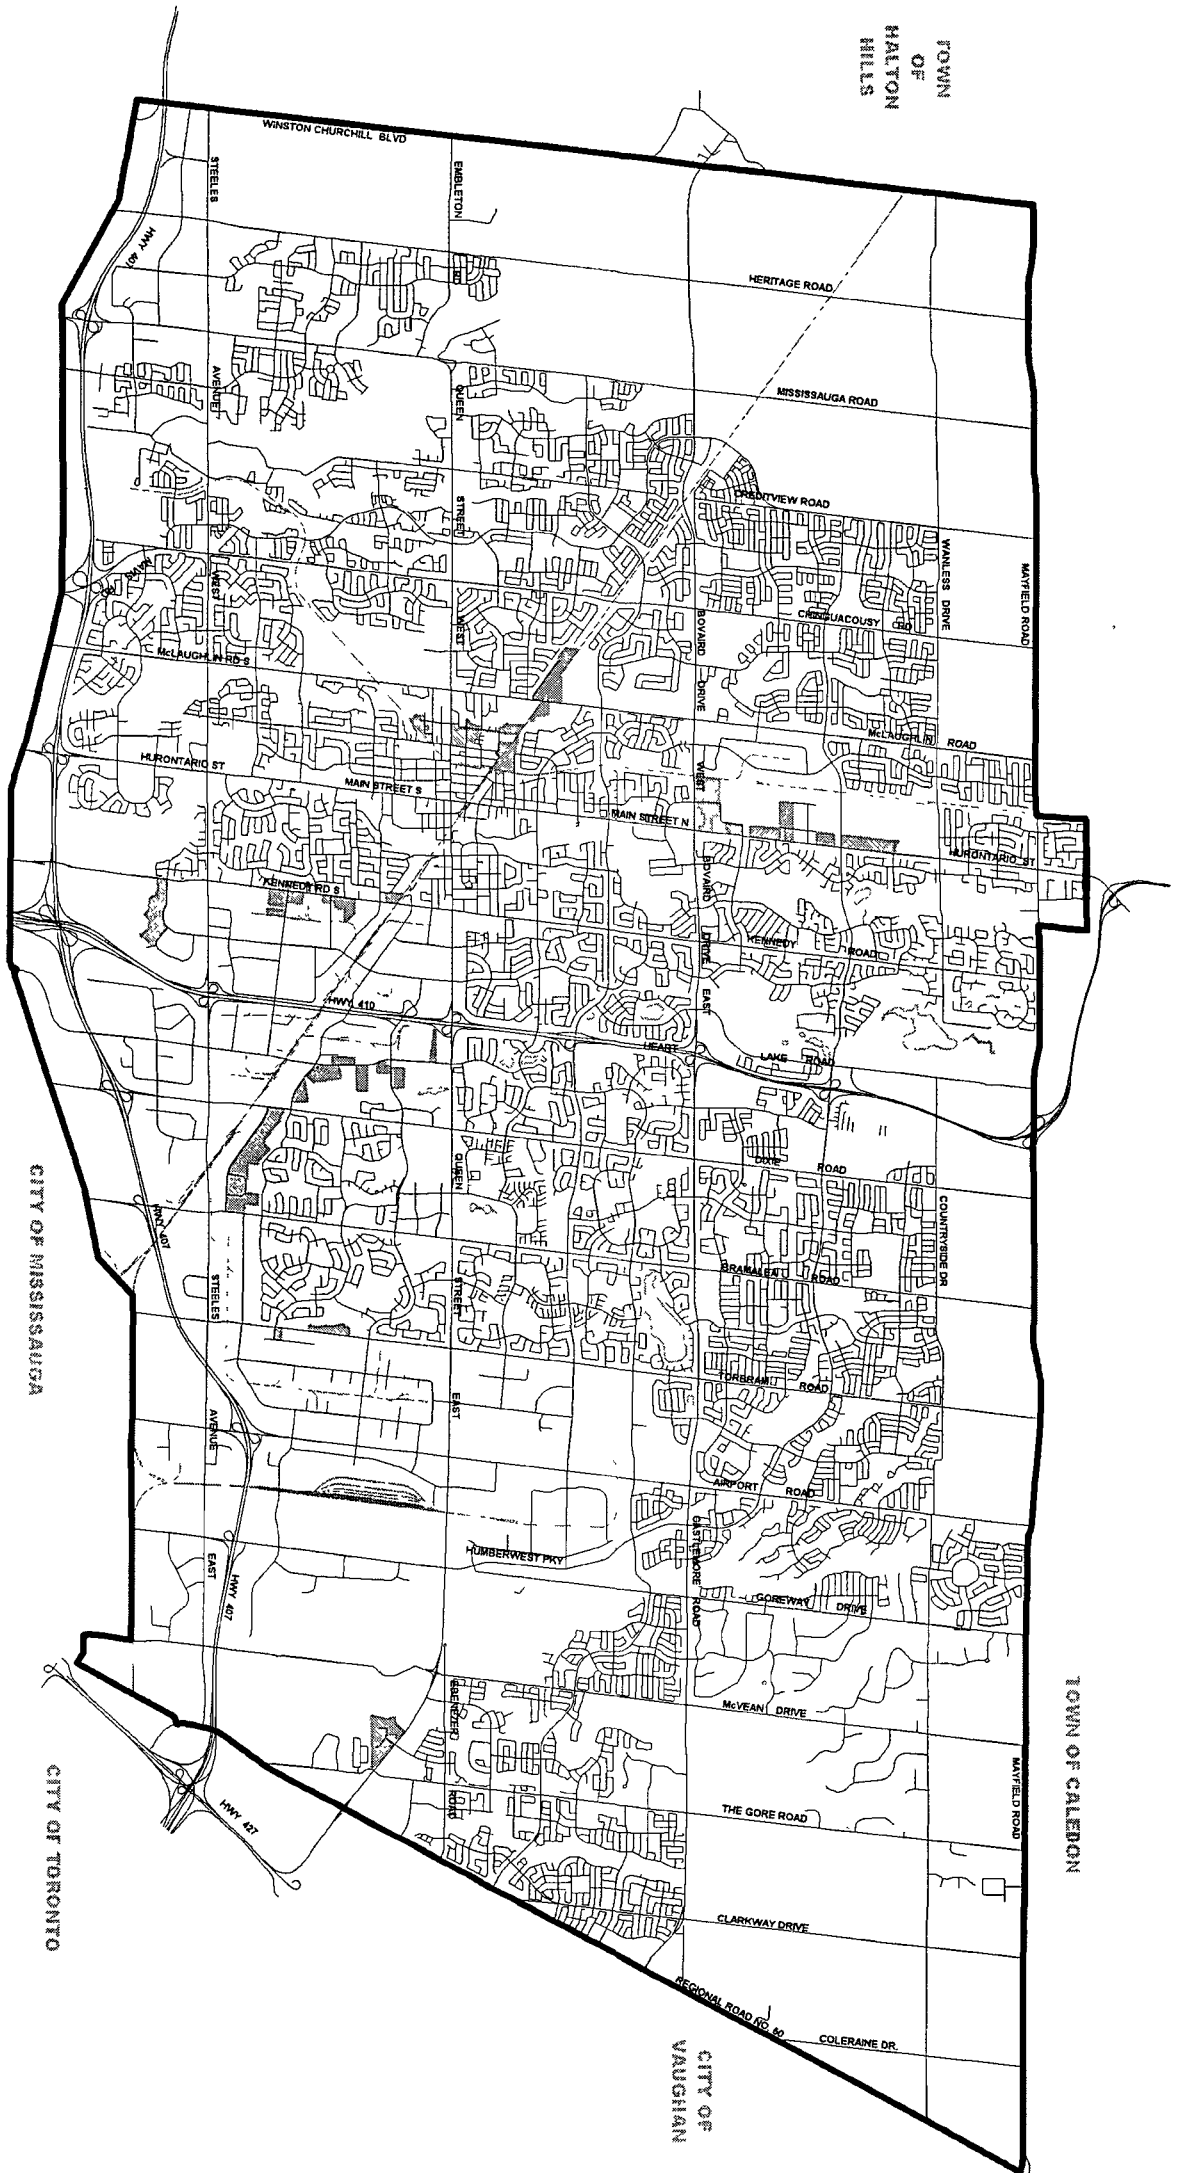 TOWN
OF
HALTON
HILLS
WINSTON CHURCHILL BLVD
STEELES
EMBLETON
RD
HWY 401
HERITAGE ROAD
MISSISSAUGA ROAD
AVENUE
QUEEN
CREDITVIEW ROAD
STREET
WANLESS DRIVE
MAYFIELD ROAD
MAVIS
RD
WEST
WEST
BOVAIRD
DRIVE
WEST
CHINGUACOUSY RD
McLAUGHLIN RD S
McLAUGHLIN ROAD
HURONTARIO ST
MAIN STREET S
MAIN STREET N
HURONTARIO ST
KENNEDY RD S
BOVAIRD
DRIVE
EAST
KENNEDY ROAD
HWY 410
HEART LAKE ROAD
DIXIE ROAD
QUEEN
COUNTRYSIDE DR
HWY 407
BRAMALEA ROAD
STEELES
STREET
TORBRAM ROAD
EAST
AVENUE
AIRPORT ROAD
CASTLEMORE ROAD
HUMBERWEST PKY
EAST
HWY 407
GOREWAY DRIVE
EBENEZER
ROAD
McVEAN DRIVE
MAYFIELD ROAD
THE GORE ROAD
HWY 427
CLARKWAY DRIVE
REGIONAL ROAD NO. 50
COLERAINE DR.
CITY OF MISSISSAUGA
CITY OF TORONTO
TOWN OF CALEDON
CITY OF
VAUGHAN